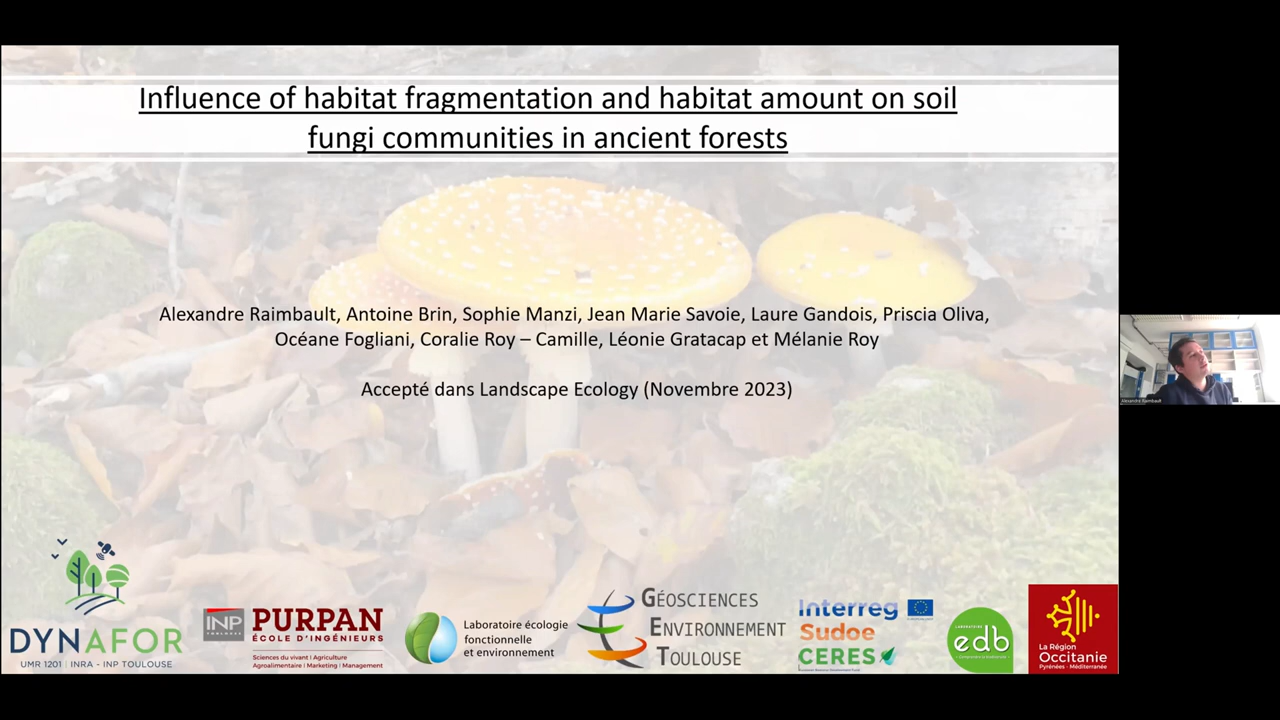 Influence of habitat fragmentation and habitat amount on soil
fungi communities in ancient forests
Alexandre Raimbault, Antoine Brin, Sophie Manzi, Jean Marie Savoie, Laure Gandois, Priscia Oliva,
Océane Fogliani, Coralie Roy – Camille, Léonie Gratacap et Mélanie Roy
Accepté dans Landscape Ecology (Novembre 2023)
DYNAFOR
UMR 1201 | INRA - INP TOULOUSE
INP
TOULOUSE
PURPAN
ÉCOLE D'INGÉNIEURS
Sciences du vivant | Agriculture
Agroalimentaire | Marketing | Management
Laboratoire écologie
fonctionnelle
et environnement
GÉOSCIENCES
ENVIRONNEMENT
TOULOUSE
Interreg
Sudoe
CERES
LABORATOIRE
edb
La Région
Occitanie
Pyrénées - Méditerranée
Alexandre Raimbault